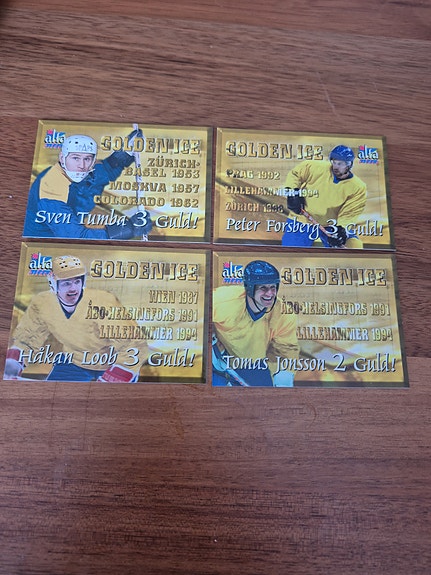 alfa
GOLDEN ICE
ZÜRICH-
BASEL 1953
MOSKVA 1957
COLORADO 1962
Sven Tumba 3 Guld!
alfa
GOLDEN ICE
PRAG 1992
LILLEHAMMER 1994
ZÜRICH 1998
Peter Forsberg 3 Guld!
alfa
GOLDEN ICE
WIEN 1987
ÅBO-HELSINGFORS 1991
LILLEHAMMER 1994
Håkan Loob 3 Guld!
alfa
GOLDEN ICE
ÅBO-HELSINGFORS 1991
LILLEHAMMER 1994
Tomas Jonsson 2 Guld!